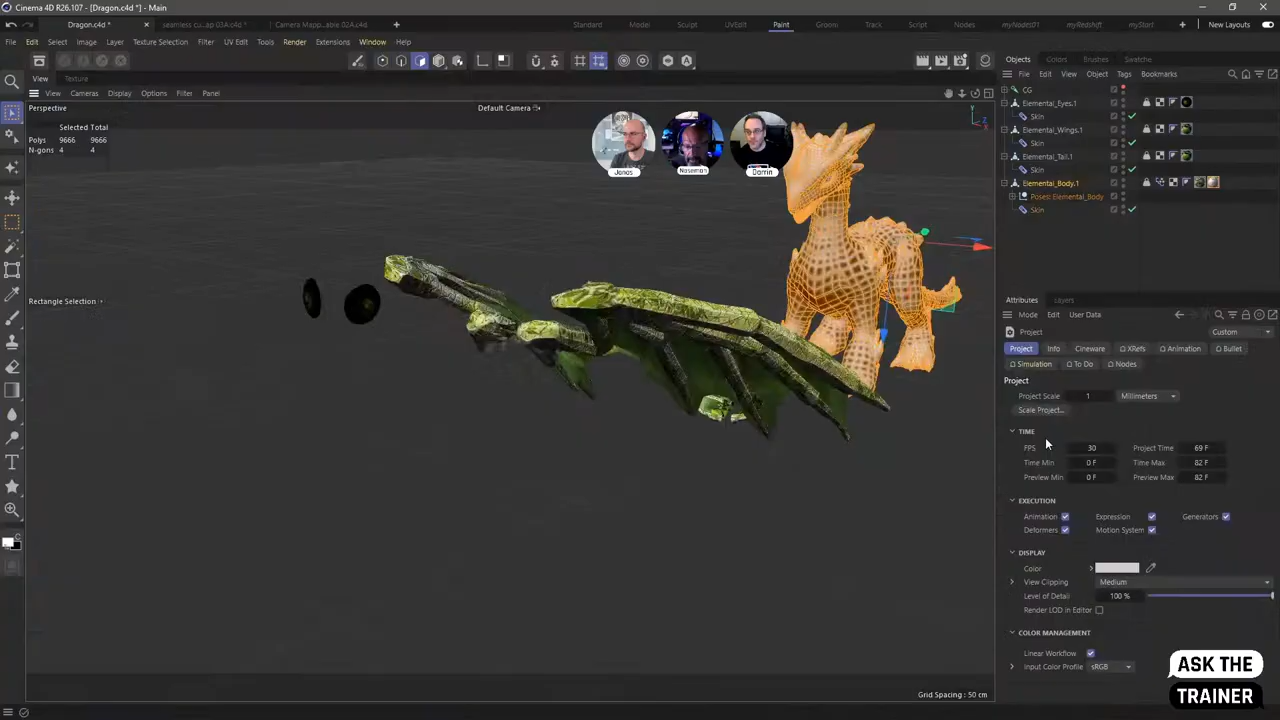 Cinema 4D R26.107 - [Dragon.c4d *] - Main
Dragon.c4d *
seamless cu...ap 03A.c4d *
Camera Mapp...able 02A.c4d
Standard
Model
Sculpt
UVEdit
Paint
Groom
Track
Script
Nodes
myNodes01
myRedshift
myStart
New Layouts
File
Edit
Select
Image
Layer
Texture Selection
Filter
UV Edit
Tools
Render
Extensions
Window
Help
View
Texture
View
Cameras
Display
Options
Filter
Panel
Perspective
Default Camera
Selected Total
Polys 9666 9666
N-gons 4 4
Jonas
Noseman
Darrin
Rectangle Selection
Grid Spacing : 50 cm
Objects
Colors
Brushes
Swatche
File
Edit
View
Object
Tags
Bookmarks
CG
Elemental_Eyes.1
Skin
Elemental_Wings.1
Skin
Elemental_Tail.1
Skin
Elemental_Body.1
Poses: Elemental_Body
Skin
Attributes
Layers
Mode
Edit
User Data
Project
Custom
Project
Info
Cineware
XRefs
Animation
Bullet
Simulation
To Do
Nodes
Project
Project Scale 1 Millimeters
Scale Project...
TIME
FPS 30 Project Time 69 F
Time Min 0 F Time Max 82 F
Preview Min 0 F Preview Max 82 F
EXECUTION
Animation Expression Generators
Deformers Motion System
DISPLAY
Color
View Clipping Medium
Level of Detail 100 %
Render LOD in Editor
COLOR MANAGEMENT
Linear Workflow
Input Color Profile sRGB
ASK THE
TRAINER